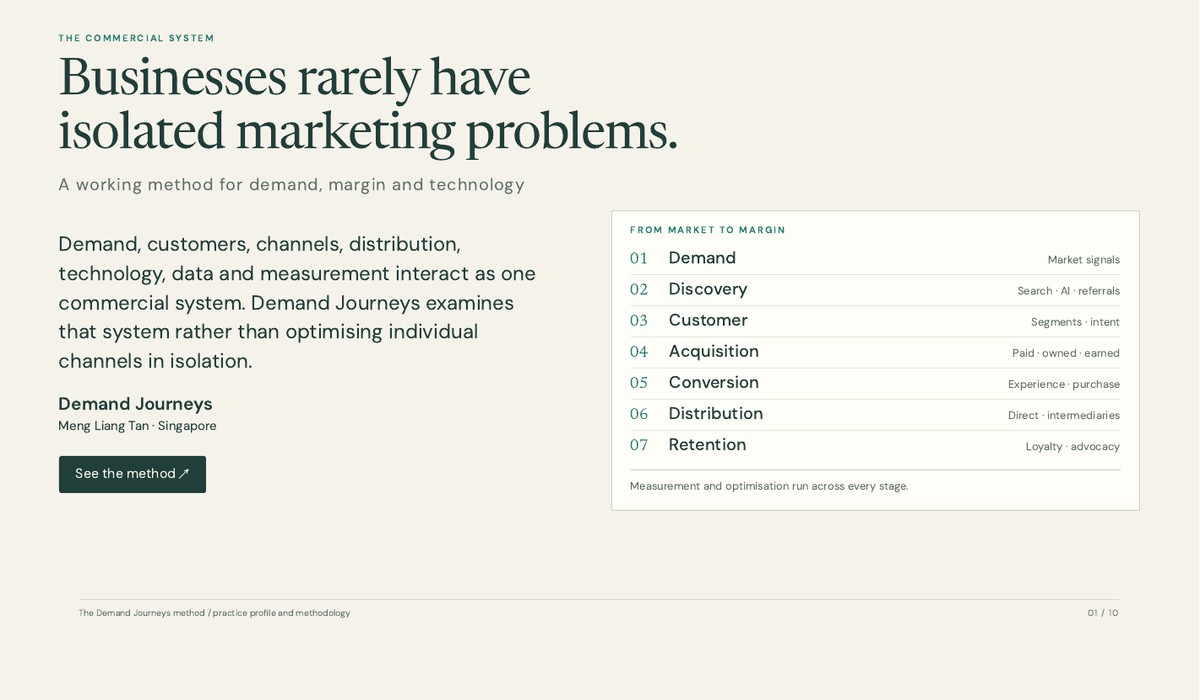 THE COMMERCIAL SYSTEM
Businesses rarely have
isolated marketing problems.
A working method for demand, margin and technology
Demand, customers, channels, distribution,
technology, data and measurement interact as one
commercial system. Demand Journeys examines
that system rather than optimising individual
channels in isolation.
Demand Journeys
Meng Liang Tan · Singapore
See the method ↗
FROM MARKET TO MARGIN
01 Demand Market signals
02 Discovery Search · AI · referrals
03 Customer Segments · intent
04 Acquisition Paid · owned · earned
05 Conversion Experience · purchase
06 Distribution Direct · intermediaries
07 Retention Loyalty · advocacy
Measurement and optimisation run across every stage.
The Demand Journeys method / practice profile and methodology 01 / 10